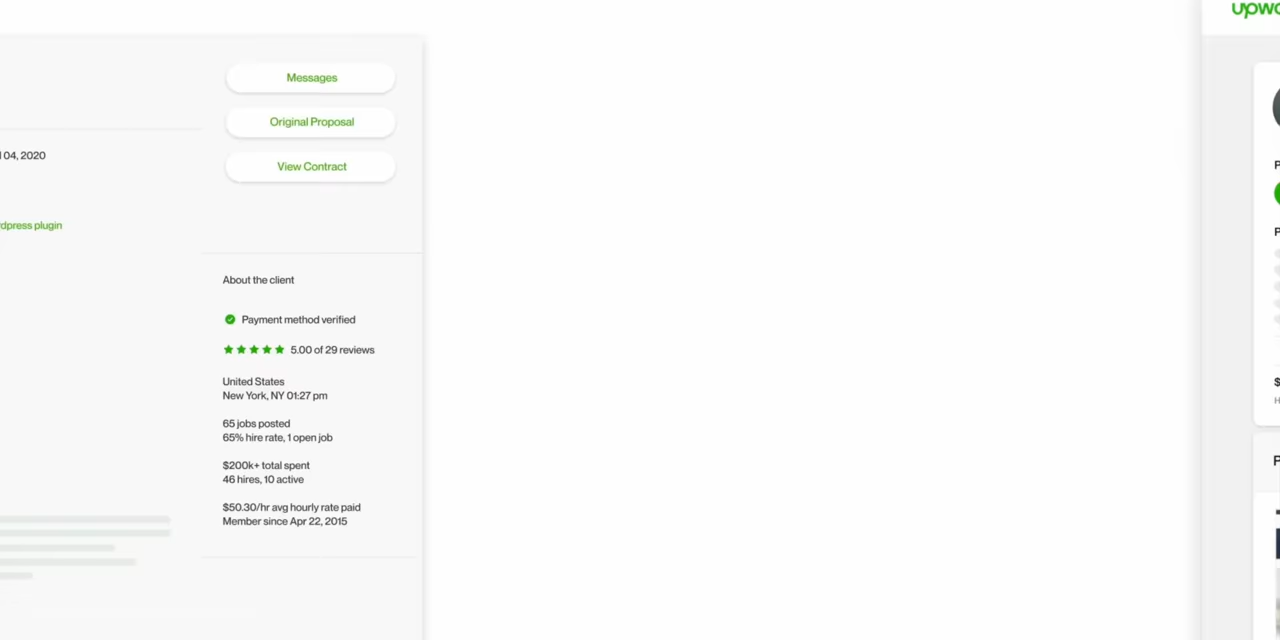 Messages
Original Proposal
View Contract
04, 2020
dpress plugin
About the client
Payment method verified
5.00 of 29 reviews
United States
New York, NY 01:27 pm
65 jobs posted
65% hire rate, 1 open job
$200k+ total spent
46 hires, 10 active
$50.30/hr avg hourly rate paid
Member since Apr 22, 2015
upwo
P
P
$
H
P